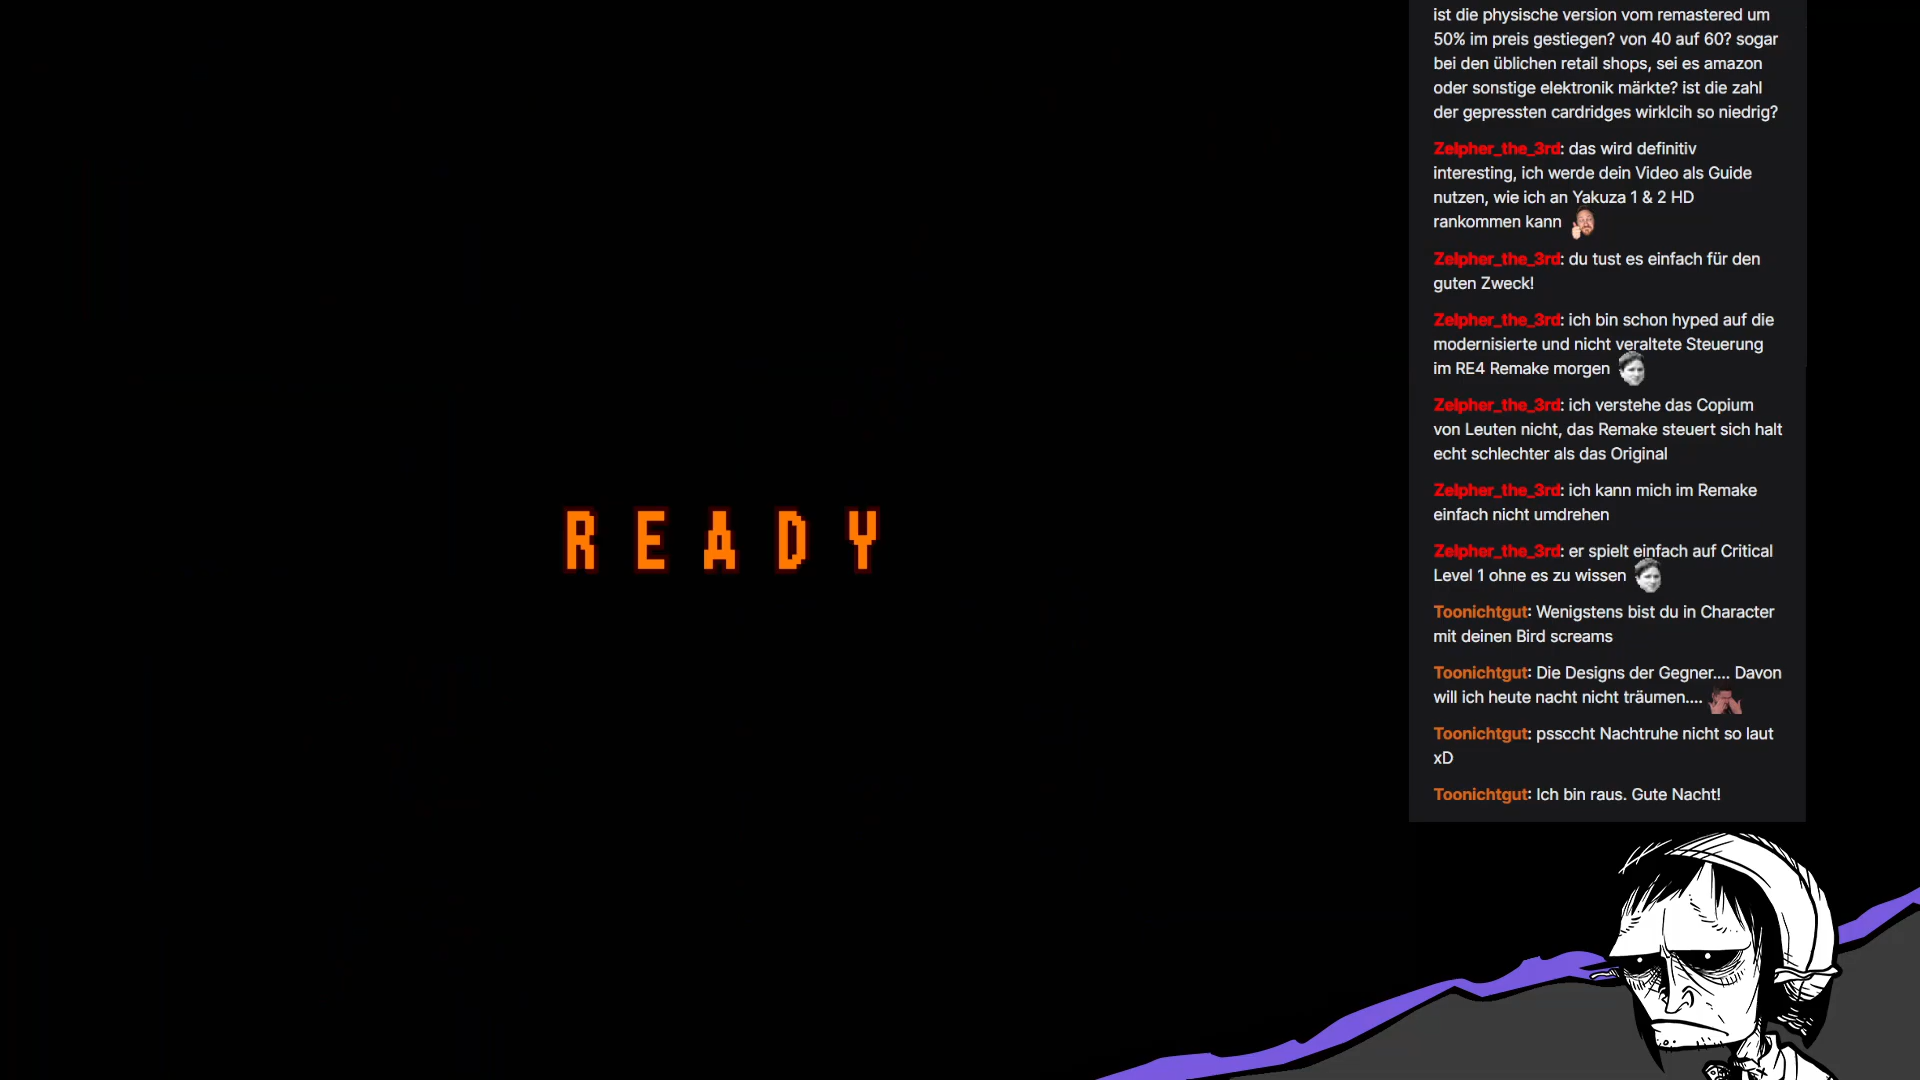 ist die physische version vom remastered um
50% im preis gestiegen? von 40 auf 60? sogar
bei den üblichen retail shops, sei es amazon
oder sonstige elektronik märkte? ist die zahl
der gepressten cardridges wirklcih so niedrig?
Zelpher_the_3rd: das wird definitiv
interesting, ich werde dein Video als Guide
nutzen, wie ich an Yakuza 1 & 2 HD
rankommen kann
Zelpher_the_3rd: du tust es einfach für den
guten Zweck!
Zelpher_the_3rd: ich bin schon hyped auf die
modernisierte und nicht veraltete Steuerung
im RE4 Remake morgen
Zelpher_the_3rd: ich verstehe das Copium
von Leuten nicht, das Remake steuert sich halt
echt schlechter als das Original
Zelpher_the_3rd: ich kann mich im Remake
einfach nicht umdrehen
Zelpher_the_3rd: er spielt einfach auf Critical
Level 1 ohne es zu wissen
Toonichtgut: Wenigstens bist du in Character
mit deinen Bird screams
Toonichtgut: Die Designs der Gegner.... Davon
will ich heute nacht nicht träumen....
Toonichtgut: pssccht Nachtruhe nicht so laut
xD
Toonichtgut: Ich bin raus. Gute Nacht!
READY